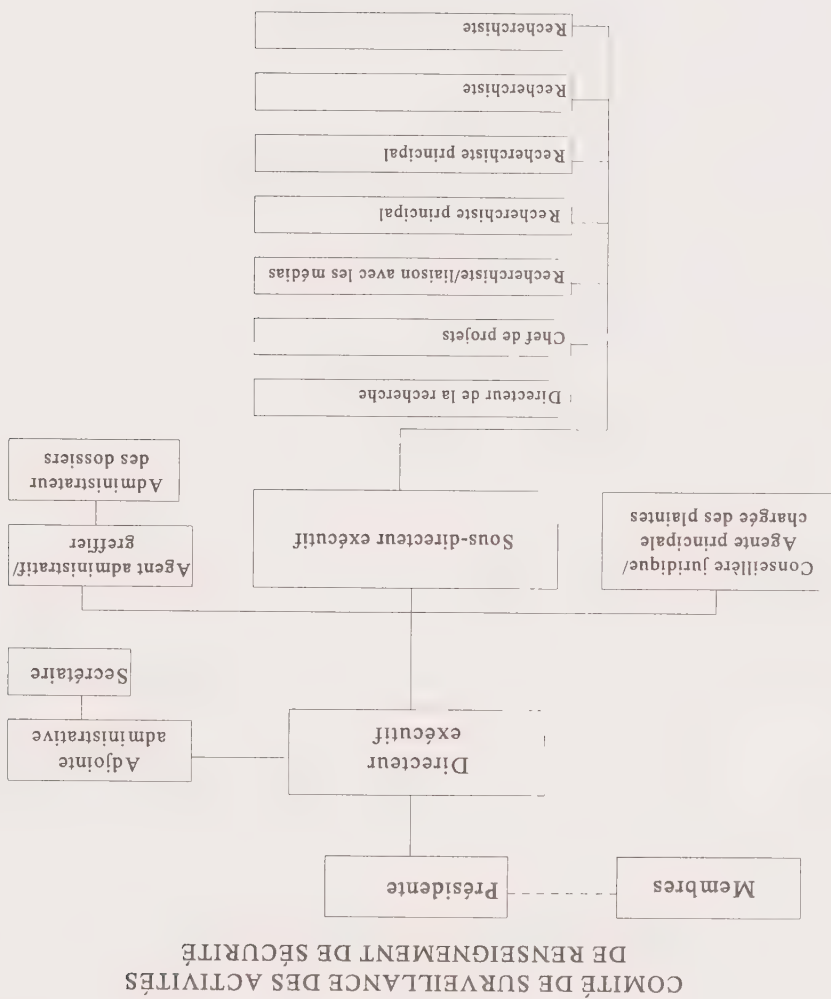 COMITÉ DE SURVEILLANCE DES ACTIVITÉS
DE RENSEIGNEMENT DE SÉCURITÉ
Membres
Présidente
Directeur
exécutif
Adjointe
administrative
Secrétaire
Conseillère juridique/
Agente principale
chargée des plaintes
Sous-directeur exécutif
Agent administratif/
greffier
Administrateur
des dossiers
Directeur de la recherche
Chef de projets
Recherchiste/liaison avec les médias
Recherchiste principal
Recherchiste principal
Recherchiste
Recherchiste